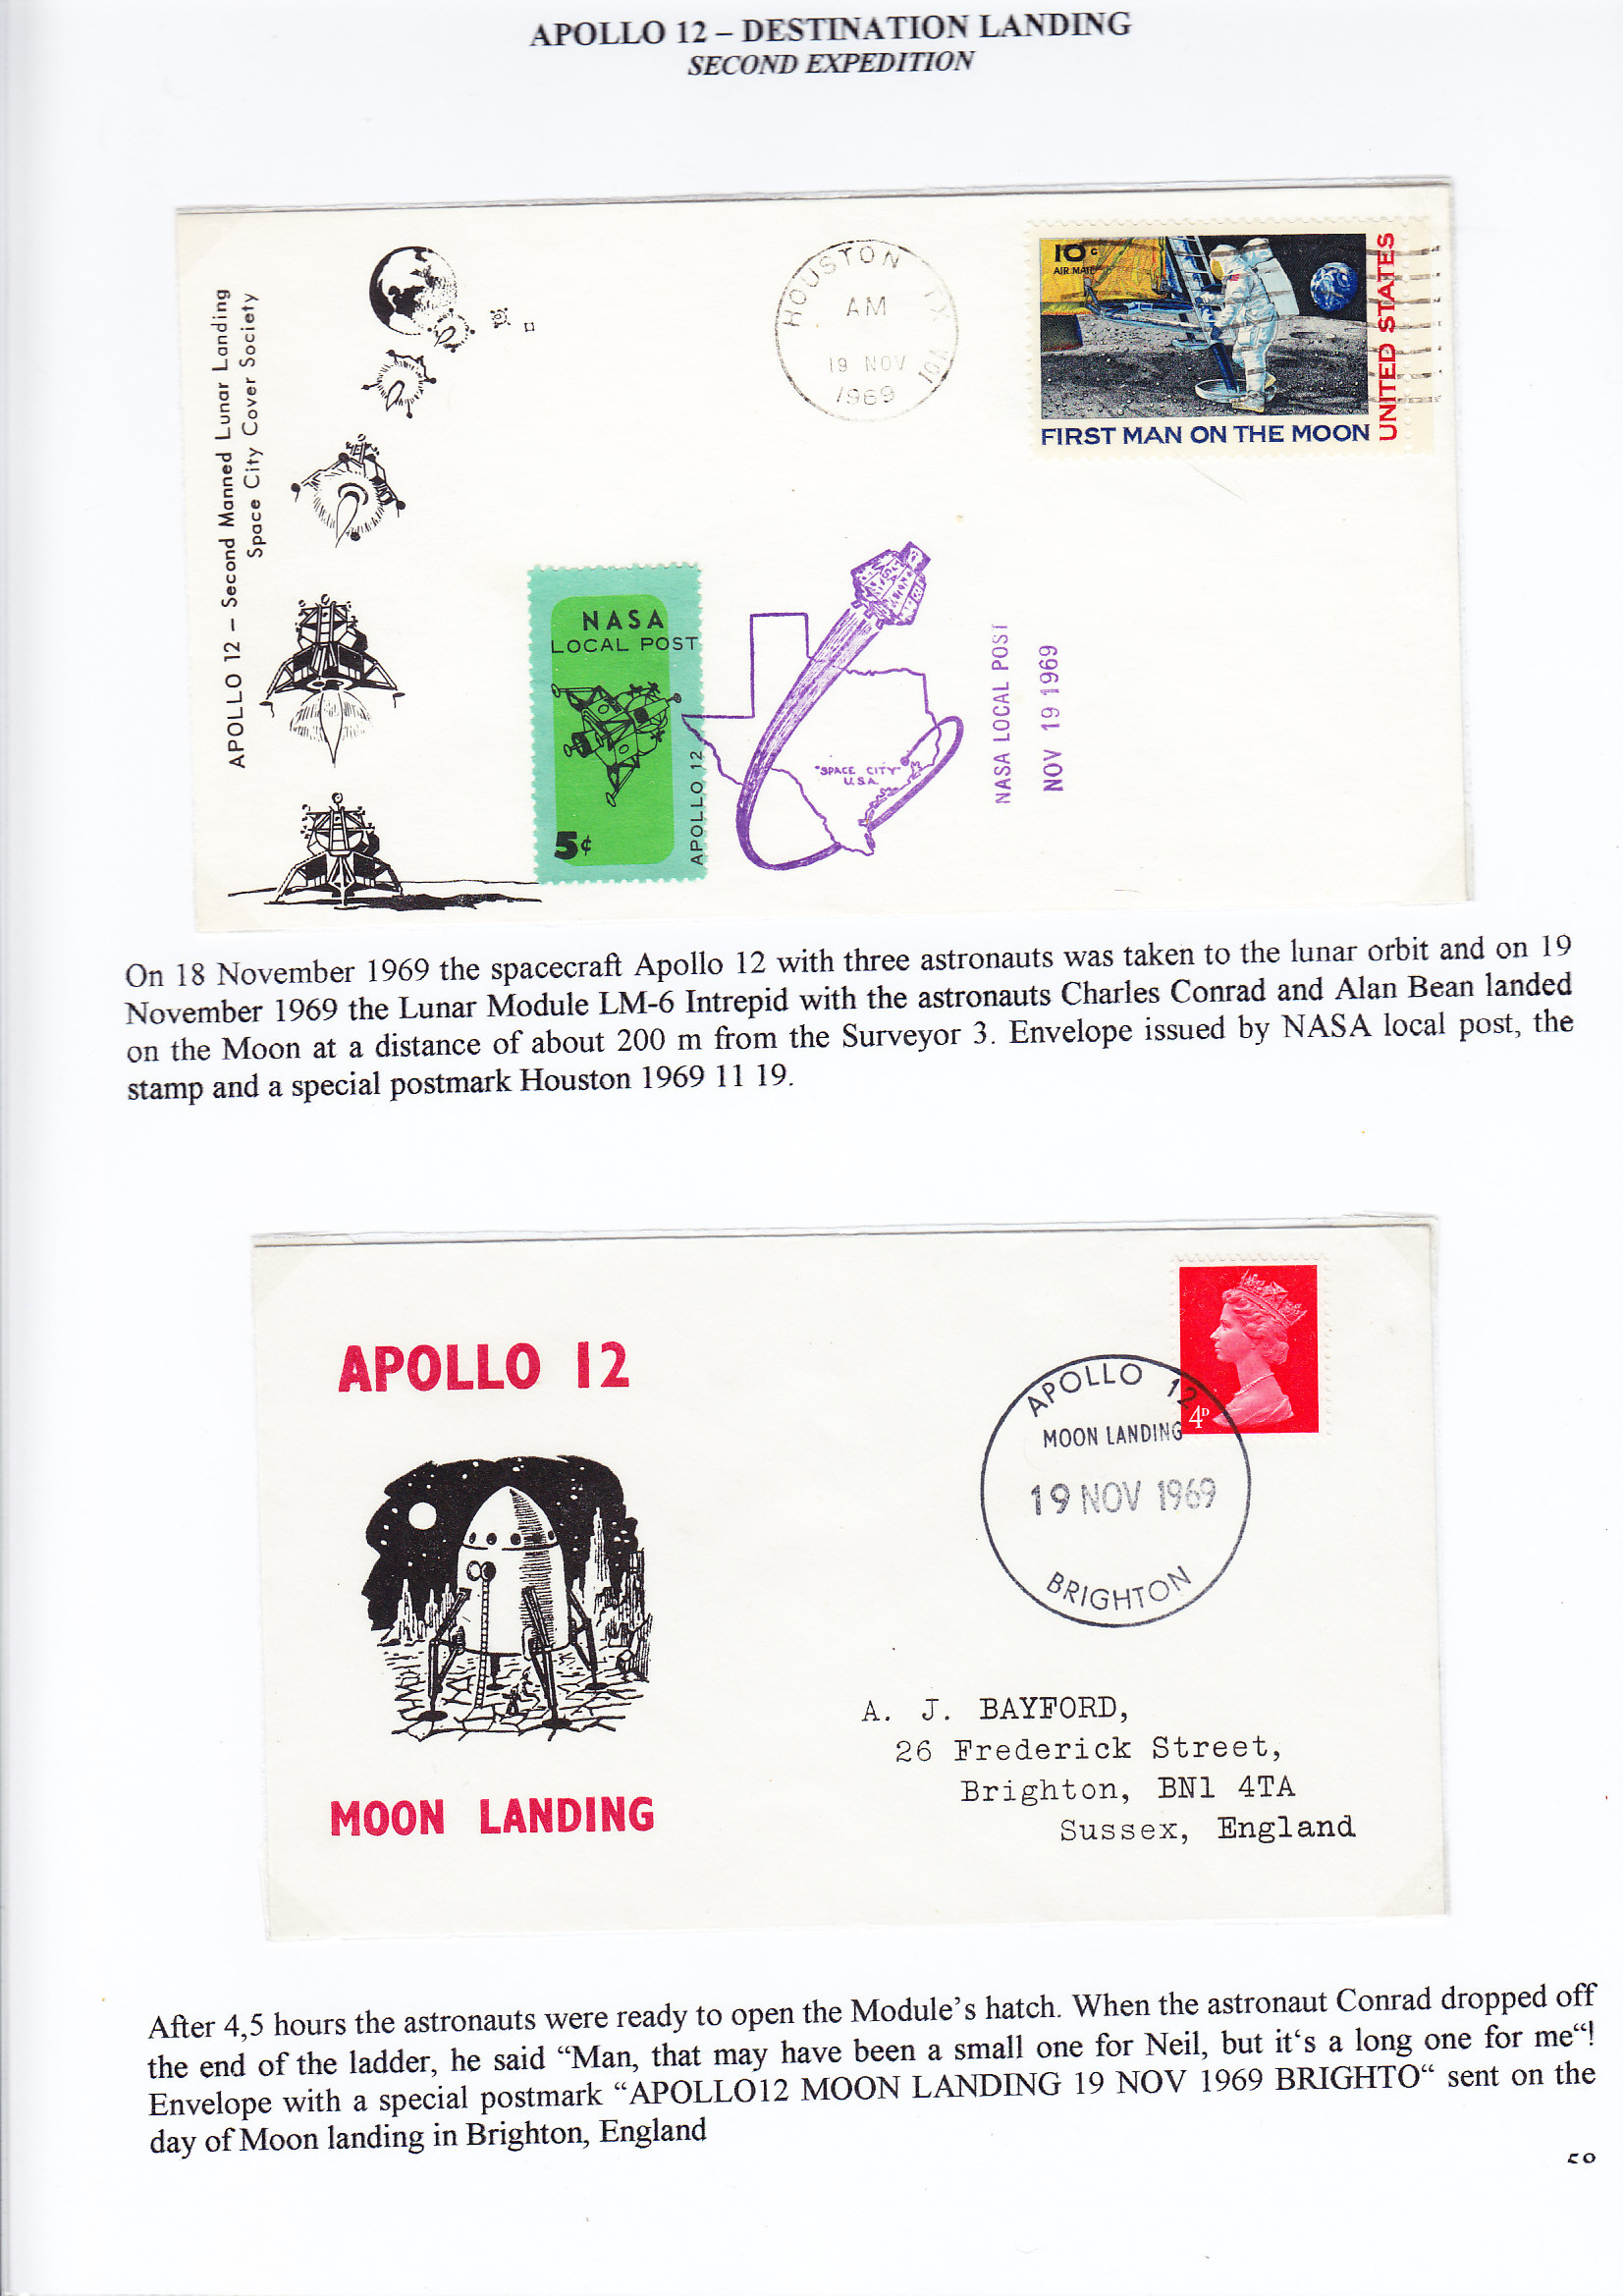 APOLLO 12 – DESTINATION LANDING
SECOND EXPEDITION
APOLLO 12 – Second Manned Lunar Landing
Space City Cover Society
HOUSTON TX
AM
19 NOV
1969
101
10c
AIR MAIL
FIRST MAN ON THE MOON
UNITED STATES
NASA
LOCAL POST
5¢
APOLLO 12
"SPACE CITY"
U.S.A.
NASA LOCAL POST
NOV 19 1969
On 18 November 1969 the spacecraft Apollo 12 with three astronauts was taken to the lunar orbit and on 19
November 1969 the Lunar Module LM-6 Intrepid with the astronauts Charles Conrad and Alan Bean landed
on the Moon at a distance of about 200 m from the Surveyor 3. Envelope issued by NASA local post, the
stamp and a special postmark Houston 1969 11 19.
APOLLO 12
MOON LANDING
4D
APOLLO 12
MOON LANDING
19 NOV 1969
BRIGHTON
A. J. BAYFORD,
26 Frederick Street,
Brighton, BN1 4TA
Sussex, England
After 4,5 hours the astronauts were ready to open the Module’s hatch. When the astronaut Conrad dropped off
the end of the ladder, he said “Man, that may have been a small one for Neil, but it‘s a long one for me“!
Envelope with a special postmark “APOLLO12 MOON LANDING 19 NOV 1969 BRIGHTO“ sent on the
day of Moon landing in Brighton, England